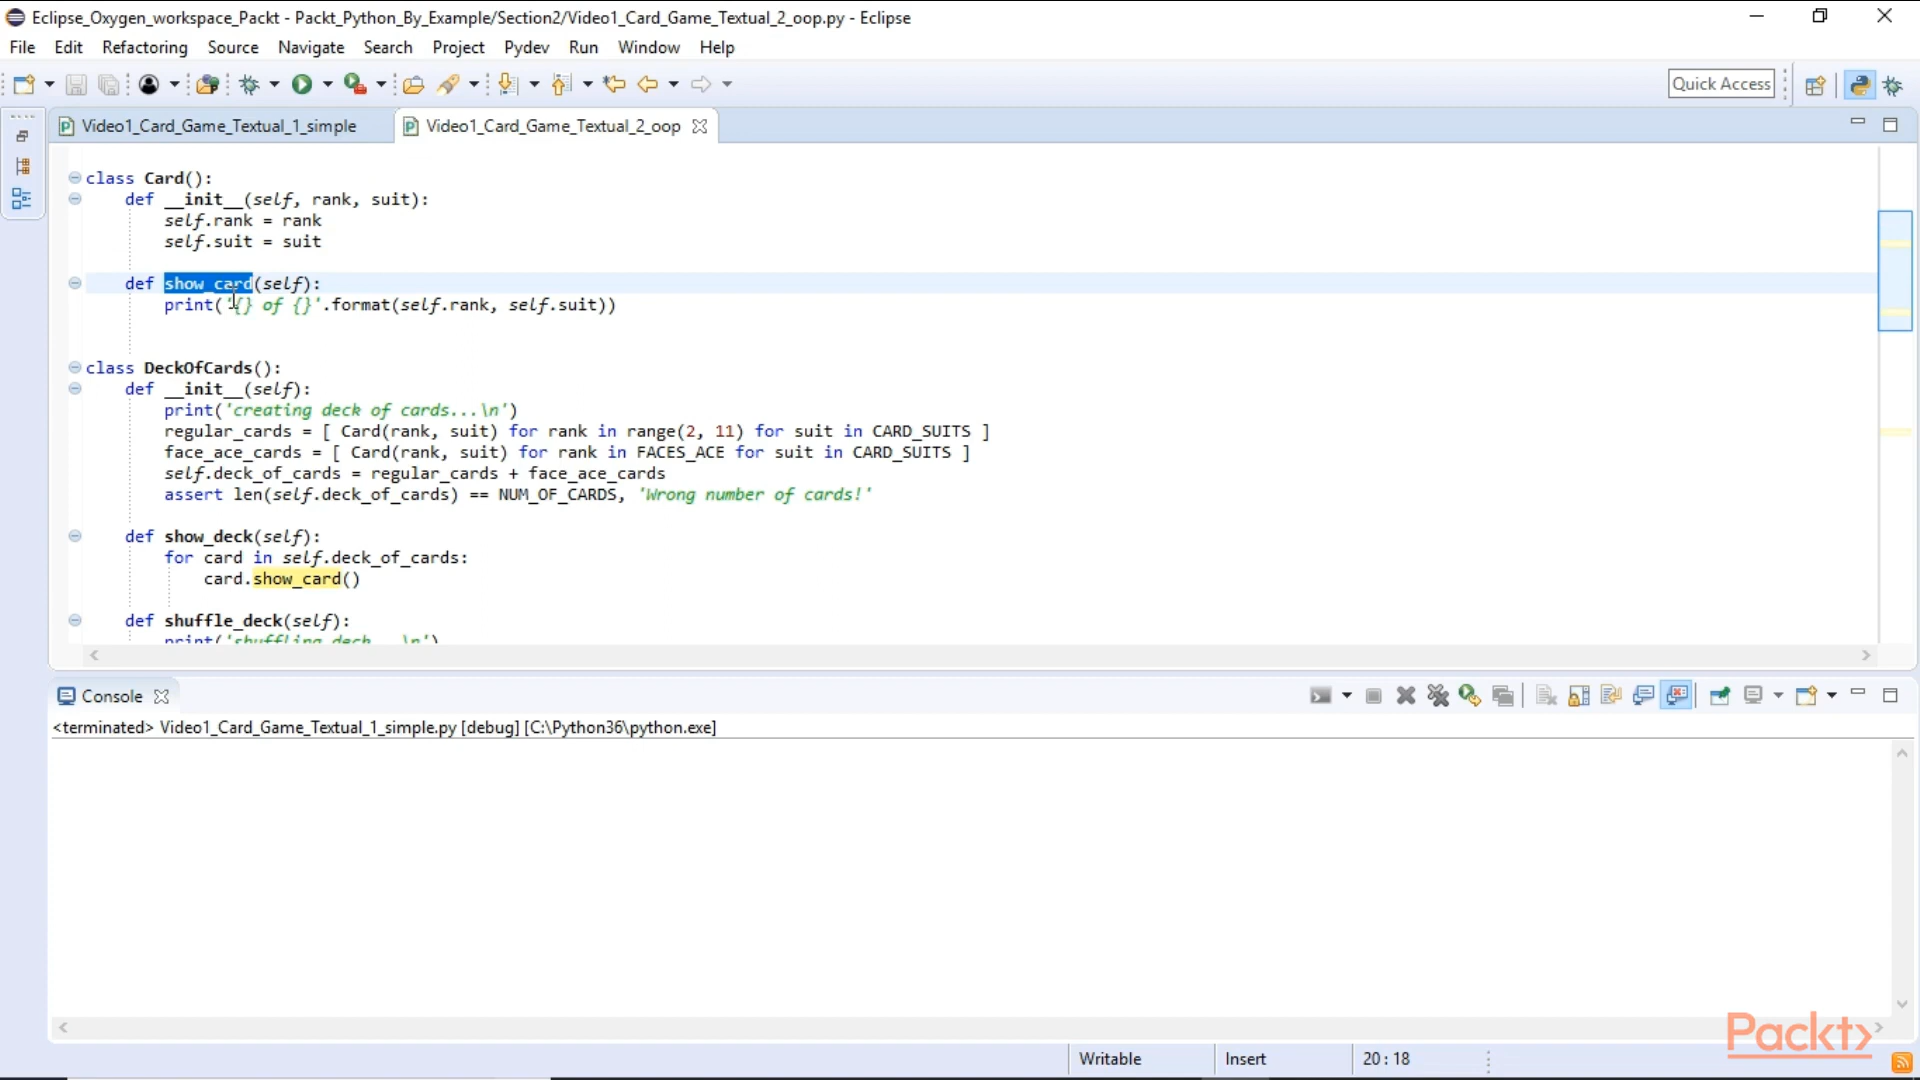 Eclipse_Oxygen_workspace_Packt - Packt_Python_By_Example/Section2/Video1_Card_Game_Textual_2_oop.py - Eclipse
File Edit Refactoring Source Navigate Search Project Pydev Run Window Help
Quick Access
Video1_Card_Game_Textual_1_simple Video1_Card_Game_Textual_2_oop
class Card():
def __init__(self, rank, suit):
self.rank = rank
self.suit = suit
def show_card(self):
print('{} of {}'.format(self.rank, self.suit))
class DeckOfCards():
def __init__(self):
print('creating deck of cards...\n')
regular_cards = [ Card(rank, suit) for rank in range(2, 11) for suit in CARD_SUITS ]
face_ace_cards = [ Card(rank, suit) for rank in FACES_ACE for suit in CARD_SUITS ]
self.deck_of_cards = regular_cards + face_ace_cards
assert len(self.deck_of_cards) == NUM_OF_CARDS, 'Wrong number of cards!'
def show_deck(self):
for card in self.deck_of_cards:
card.show_card()
def shuffle_deck(self):
print('shuffling deck...\n')
Console
<terminated> Video1_Card_Game_Textual_1_simple.py [debug] [C:\Python36\python.exe]
Packt>
Writable Insert 20 : 18